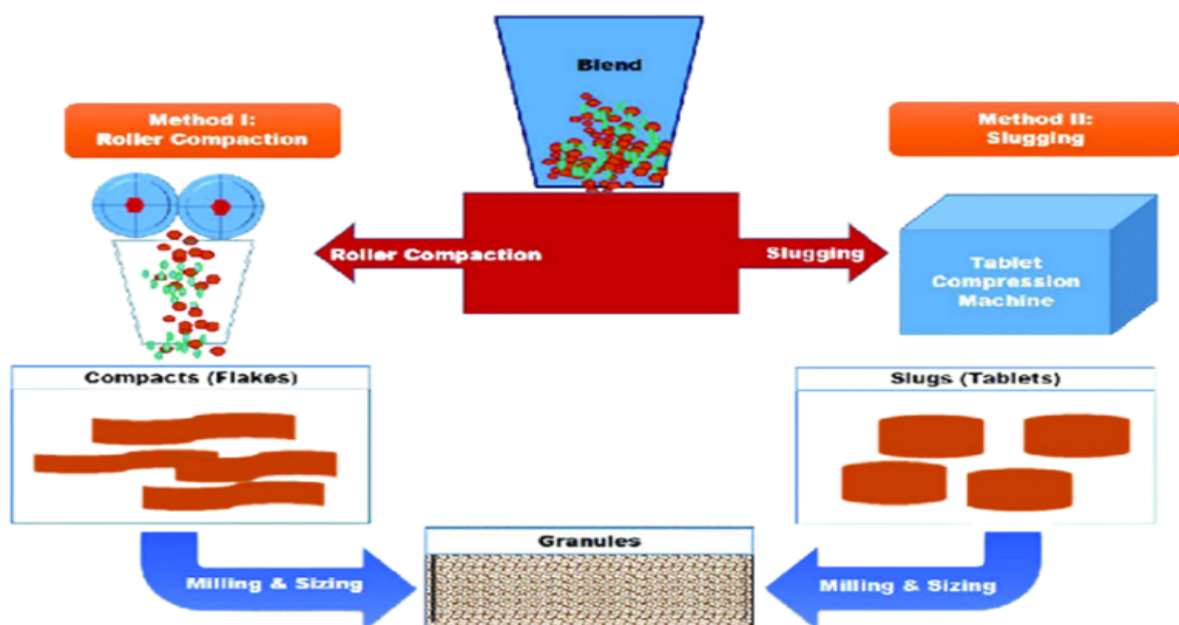 Blend
Method I:
Roller Compaction
Method II:
Slugging
Roller Compaction
Slugging
Tablet
Compression
Machine
Compacts (Flakes)
Slugs (Tablets)
Granules
Milling & Sizing
Milling & Sizing